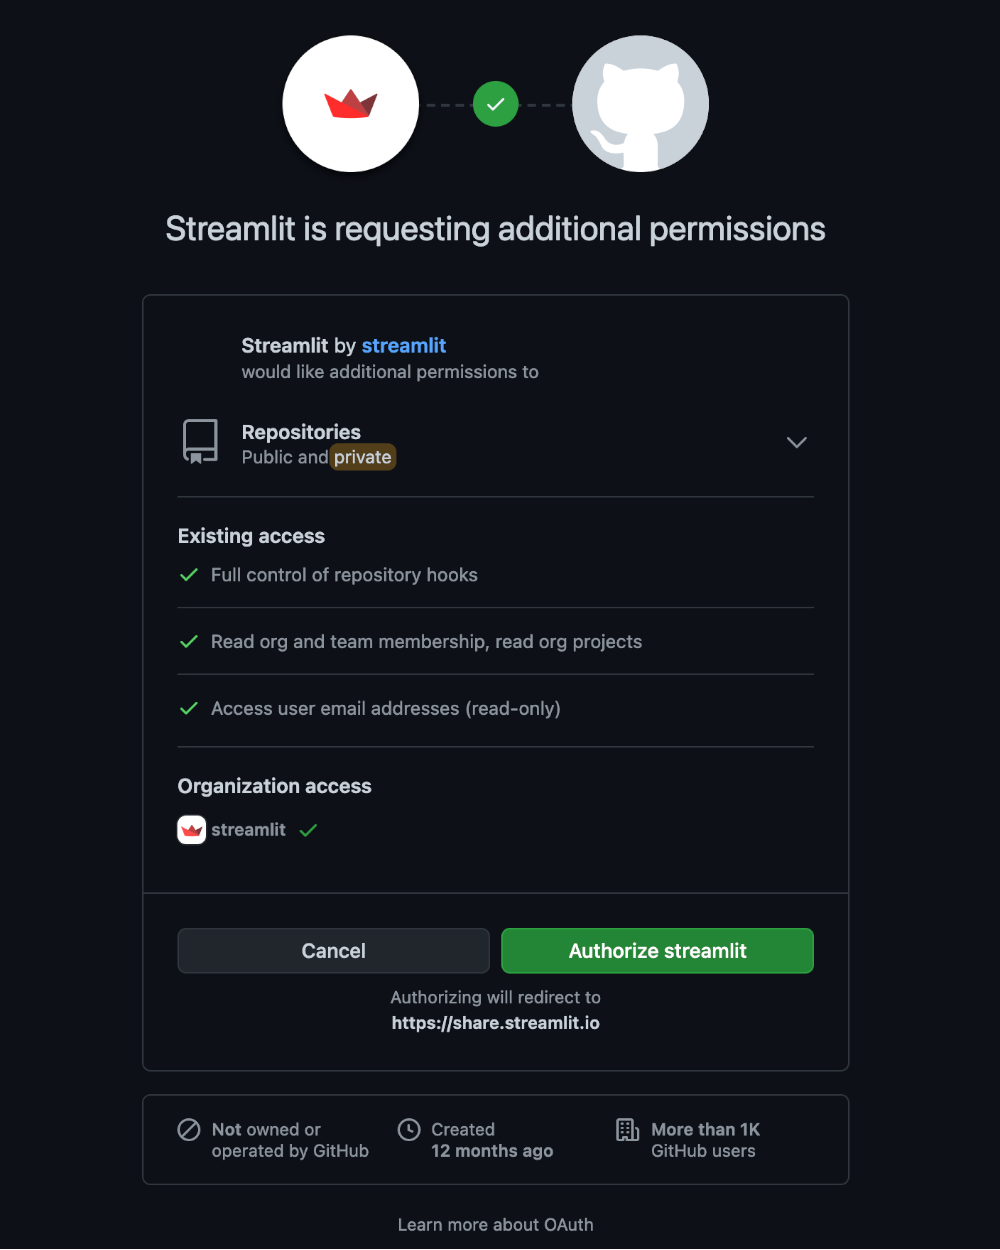 Streamlit is requesting additional permissions
Streamlit by streamlit
would like additional permissions to
Repositories
Public and private
Existing access
Full control of repository hooks
Read org and team membership, read org projects
Access user email addresses (read-only)
Organization access
streamlit
Cancel
Authorize streamlit
Authorizing will redirect to
https://share.streamlit.io
Not owned or
operated by GitHub
Created
12 months ago
More than 1K
GitHub users
Learn more about OAuth